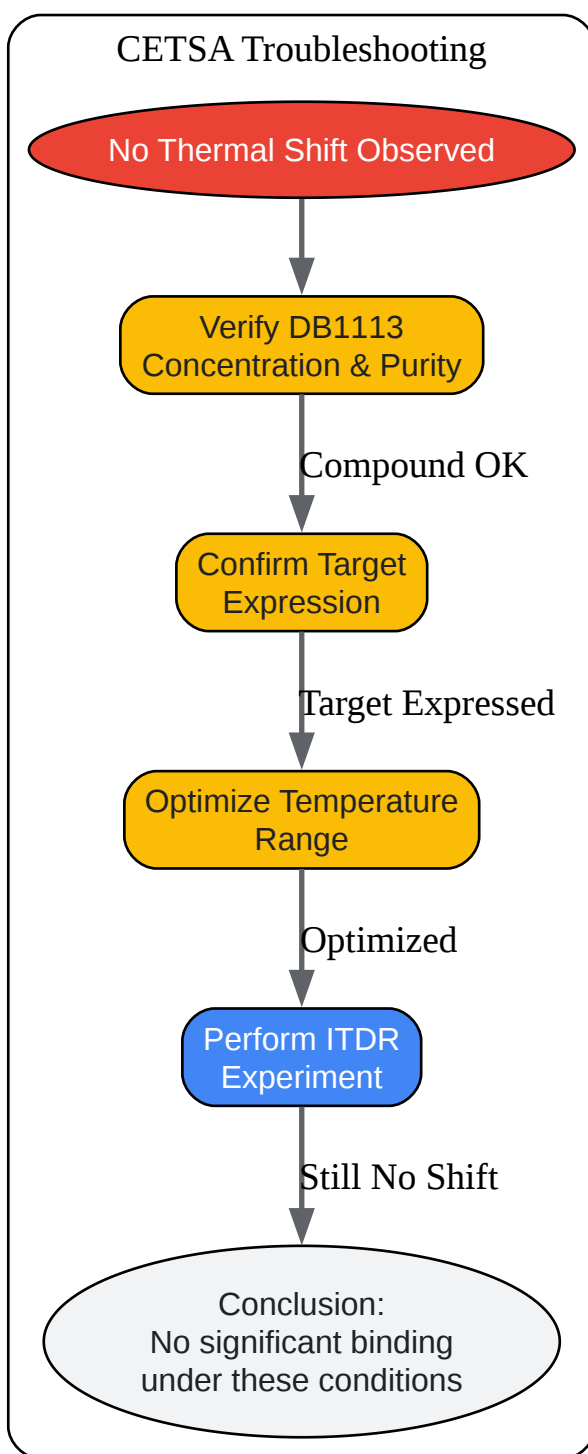 CETSA Troubleshooting
No Thermal Shift Observed
Verify DB1113
Concentration & Purity
Compound OK
Confirm Target
Expression
Target Expressed
Optimize Temperature
Range
Optimized
Perform ITDR
Experiment
Still No Shift
Conclusion:
No significant binding
under these conditions